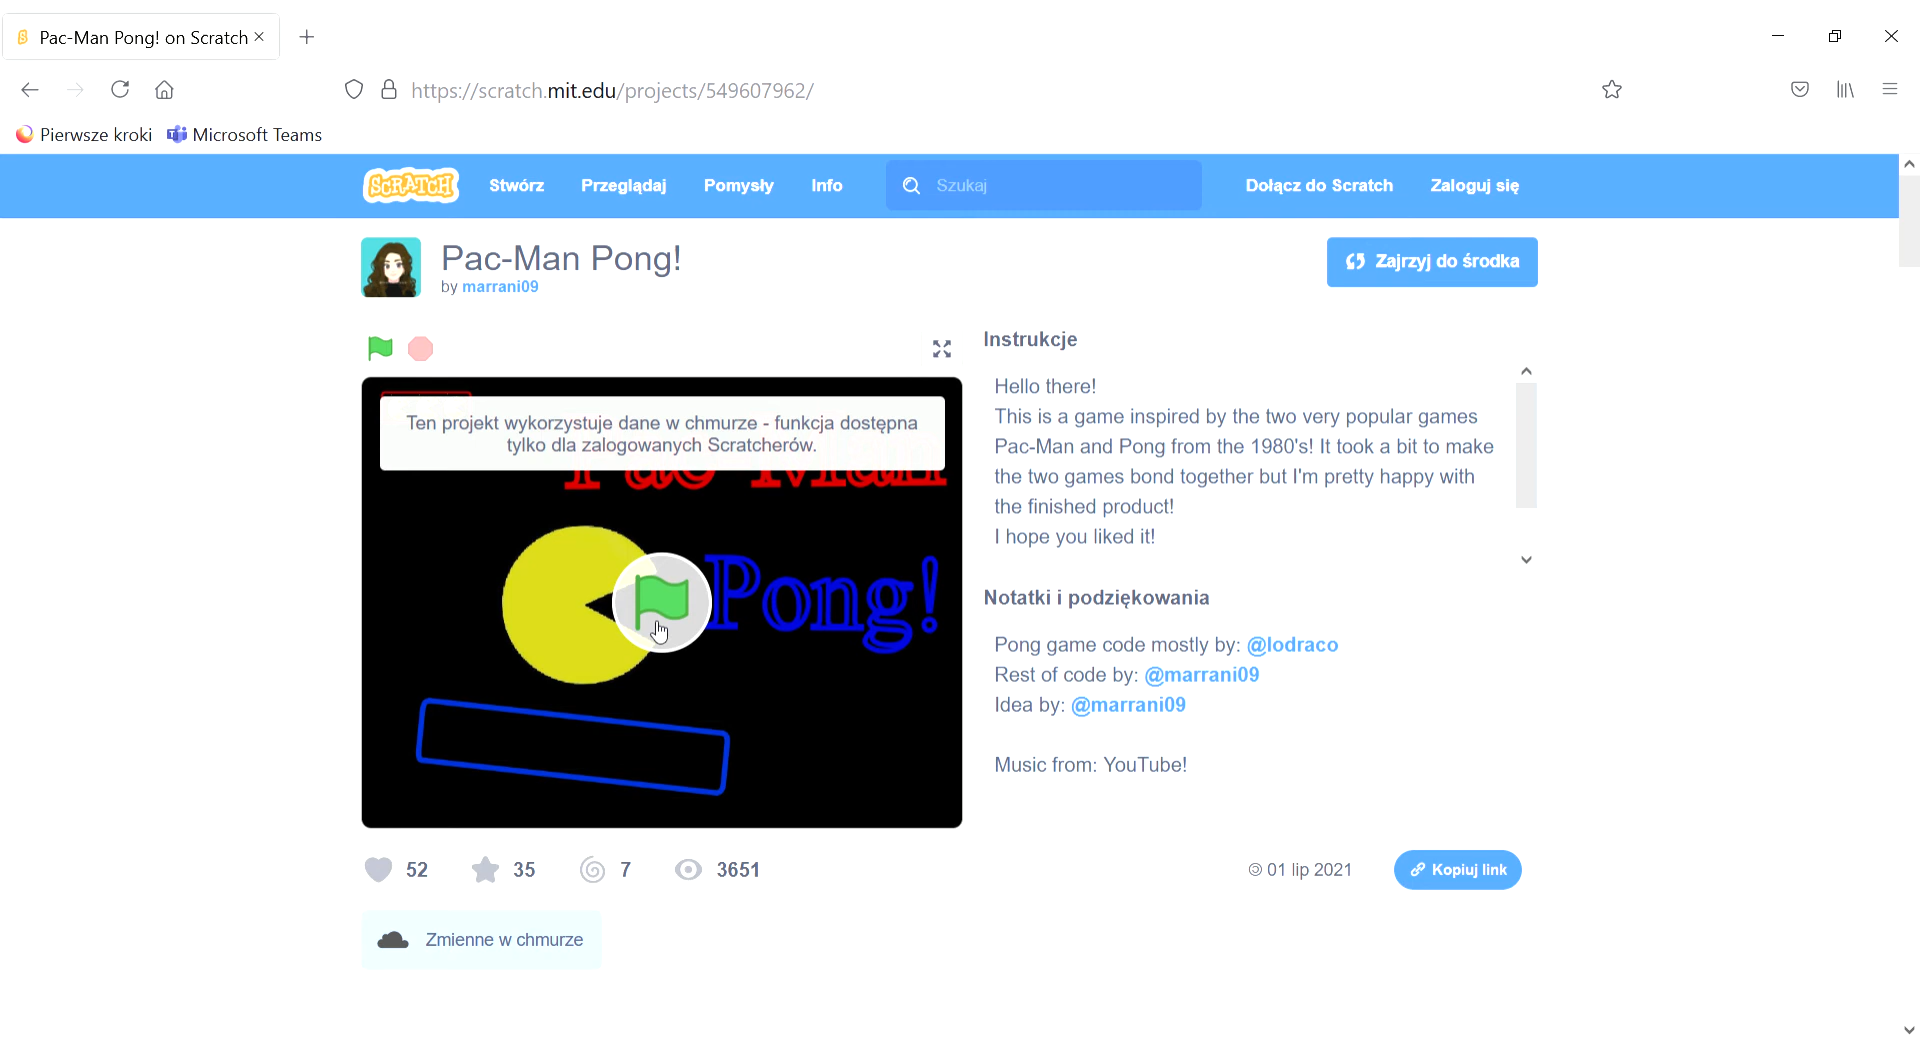 Pac-Man Pong! on Scratch
https://scratch.mit.edu/projects/549607962/
Pierwsze kroki Microsoft Teams
SCRATCH Stwórz Przeglądaj Pomysły Info Szukaj Dołącz do Scratch Zaloguj się
Pac-Man Pong!
by marrani09
Zajrzyj do środka
Instrukcje
Hello there!
This is a game inspired by the two very popular games
Pac-Man and Pong from the 1980's! It took a bit to make
the two games bond together but I'm pretty happy with
the finished product!
I hope you liked it!
Ten projekt wykorzystuje dane w chmurze - funkcja dostępna
tylko dla zalogowanych Scratcherów.
Pac-Man
Pong!
Notatki i podziękowania
Pong game code mostly by: @lodraco
Rest of code by: @marrani09
Idea by: @marrani09
Music from: YouTube!
52 35 7 3651
© 01 lip 2021
Kopiuj link
Zmienne w chmurze